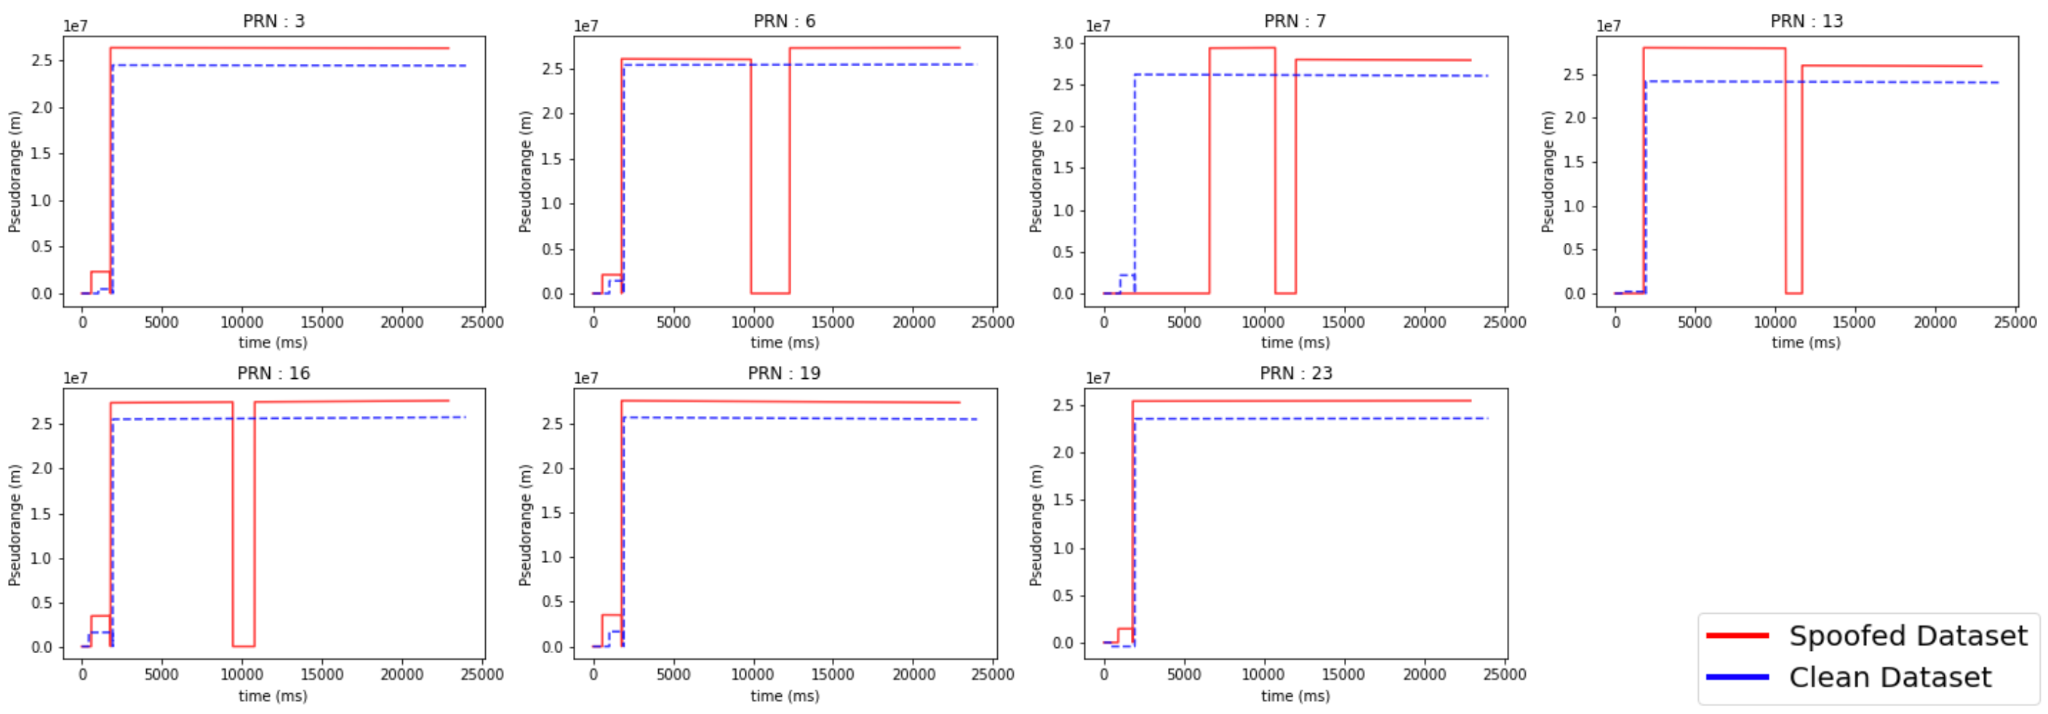 PRN : 3
1e7
Pseudorange (m)
2.5
2.0
1.5
1.0
0.5
0.0
0 5000 10000 15000 20000 25000
time (ms)
PRN : 6
1e7
Pseudorange (m)
2.5
2.0
1.5
1.0
0.5
0.0
0 5000 10000 15000 20000 25000
time (ms)
PRN : 7
1e7
Pseudorange (m)
3.0
2.5
2.0
1.5
1.0
0.5
0.0
0 5000 10000 15000 20000 25000
time (ms)
PRN : 13
1e7
Pseudorange (m)
2.5
2.0
1.5
1.0
0.5
0.0
0 5000 10000 15000 20000 25000
time (ms)
PRN : 16
1e7
Pseudorange (m)
2.5
2.0
1.5
1.0
0.5
0.0
0 5000 10000 15000 20000 25000
time (ms)
PRN : 19
Pseudorange (m)
2.5
2.0
1.5
1.0
0.5
0.0
0 5000 10000 15000 20000 25000
time (ms)
1e7
PRN : 23
1e7
Pseudorange (m)
2.5
2.0
1.5
1.0
0.5
0.0
0 5000 10000 15000 20000 25000
time (ms)
Spoofed Dataset
Clean Dataset